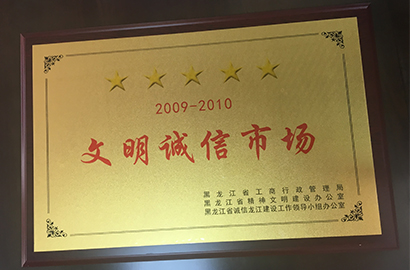 2009-2010
文明诚信市场
黑龙江省工商行政管理局
黑龙江省精神文明建设办公室
黑龙江省诚信龙江建设工作领导小组办公室